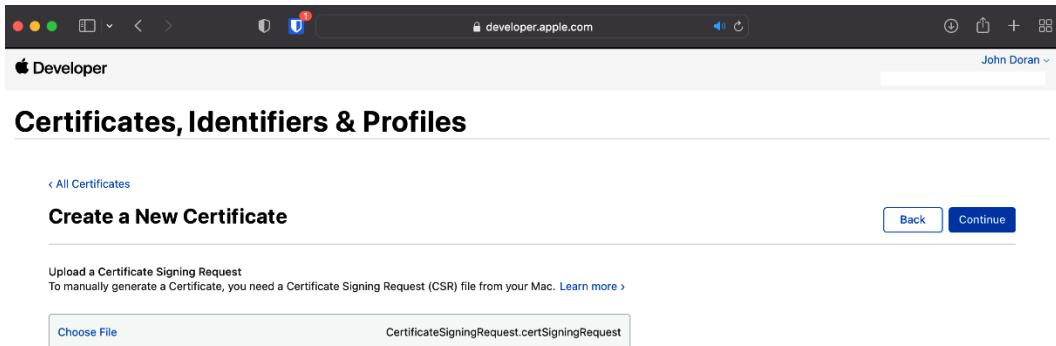 1
developer.apple.com
Developer
John Doran
Certificates, Identifiers & Profiles
‹ All Certificates
Create a New Certificate
Back
Continue
Upload a Certificate Signing Request
To manually generate a Certificate, you need a Certificate Signing Request (CSR) file from your Mac. Learn more ›
Choose File
CertificateSigningRequest.certSigningRequest